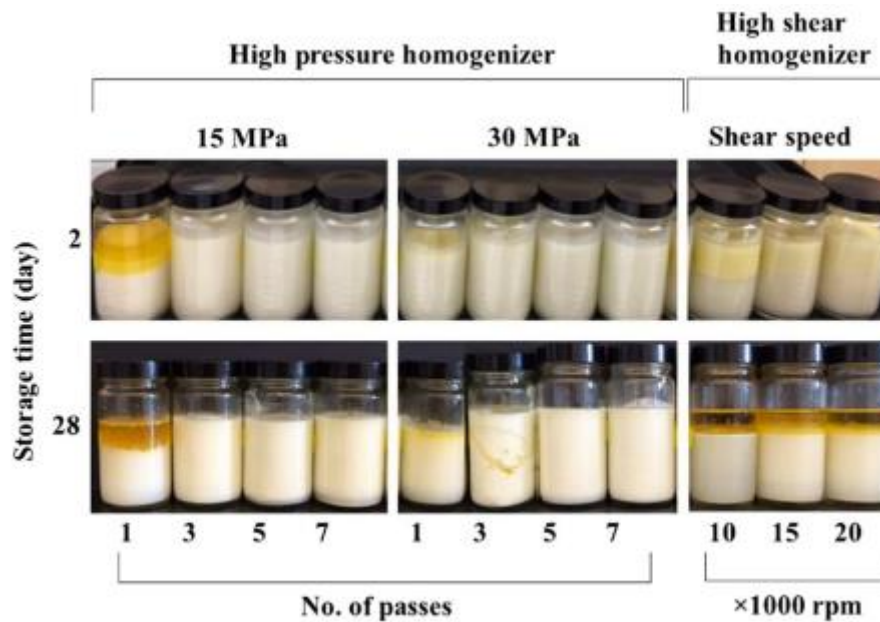 High pressure homogenizer
High shear
homogenizer
15 MPa
30 MPa
Shear speed
Storage time (day)
2
28
1 3 5 7
1 3 5 7
10 15 20
No. of passes
×1000 rpm